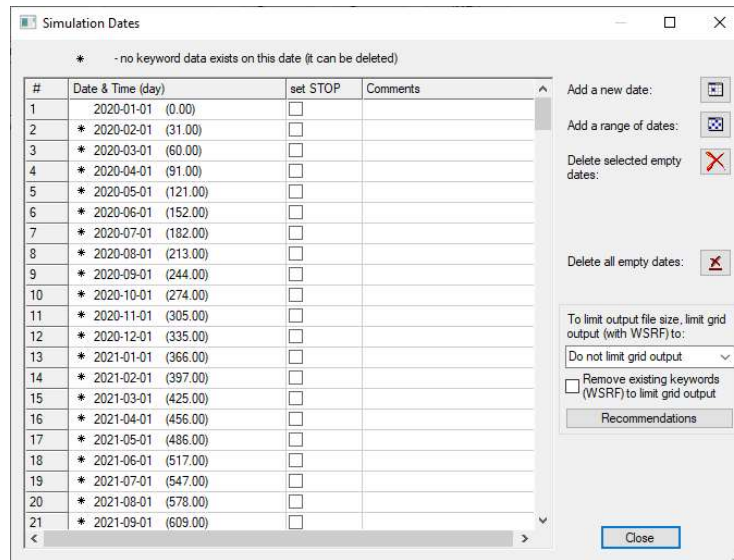 Simulation Dates
* - no keyword data exists on this date (it can be deleted)
# Date & Time (day) set STOP Comments
1 2020-01-01 (0.00)
2 * 2020-02-01 (31.00)
3 * 2020-03-01 (60.00)
4 * 2020-04-01 (91.00)
5 * 2020-05-01 (121.00)
6 * 2020-06-01 (152.00)
7 * 2020-07-01 (182.00)
8 * 2020-08-01 (213.00)
9 * 2020-09-01 (244.00)
10 * 2020-10-01 (274.00)
11 * 2020-11-01 (305.00)
12 * 2020-12-01 (335.00)
13 * 2021-01-01 (366.00)
14 * 2021-02-01 (397.00)
15 * 2021-03-01 (425.00)
16 * 2021-04-01 (456.00)
17 * 2021-05-01 (486.00)
18 * 2021-06-01 (517.00)
19 * 2021-07-01 (547.00)
20 * 2021-08-01 (578.00)
21 * 2021-09-01 (609.00)
Add a new date:
Add a range of dates:
Delete selected empty
dates:
Delete all empty dates:
To limit output file size, limit grid
output (with WSRF) to:
Do not limit grid output
Remove existing keywords
(WSRF) to limit grid output
Recommendations
Close